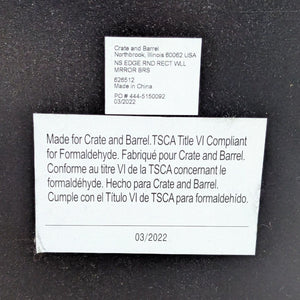 Crate and Barrel
Northbrook, Illinois 60062 USA
NS EDGE RND RECT WLL
MRROR BRS
626512
Made in China
PO # 444-5150092
03/2022
Made for Crate and Barrel. TSCA Title VI Compliant
for Formaldehyde. Fabriqué pour Crate and Barrel.
Conforme au titre VI de la TSCA concernant le
formaldéhyde. Hecho para Crate and Barrel.
Cumple con el Título VI de TSCA para formaldehído.
03/2022